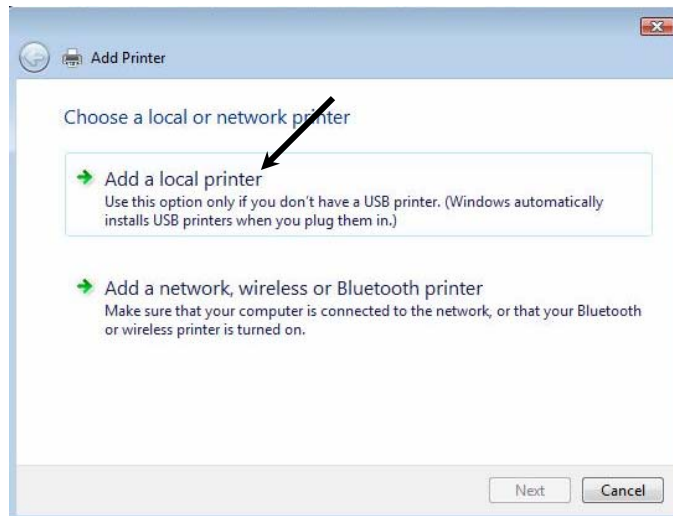 Add Printer
Choose a local or network printer
Add a local printer
Use this option only if you don't have a USB printer. (Windows automatically
installs USB printers when you plug them in.)
Add a network, wireless or Bluetooth printer
Make sure that your computer is connected to the network, or that your Bluetooth
or wireless printer is turned on.
Next Cancel